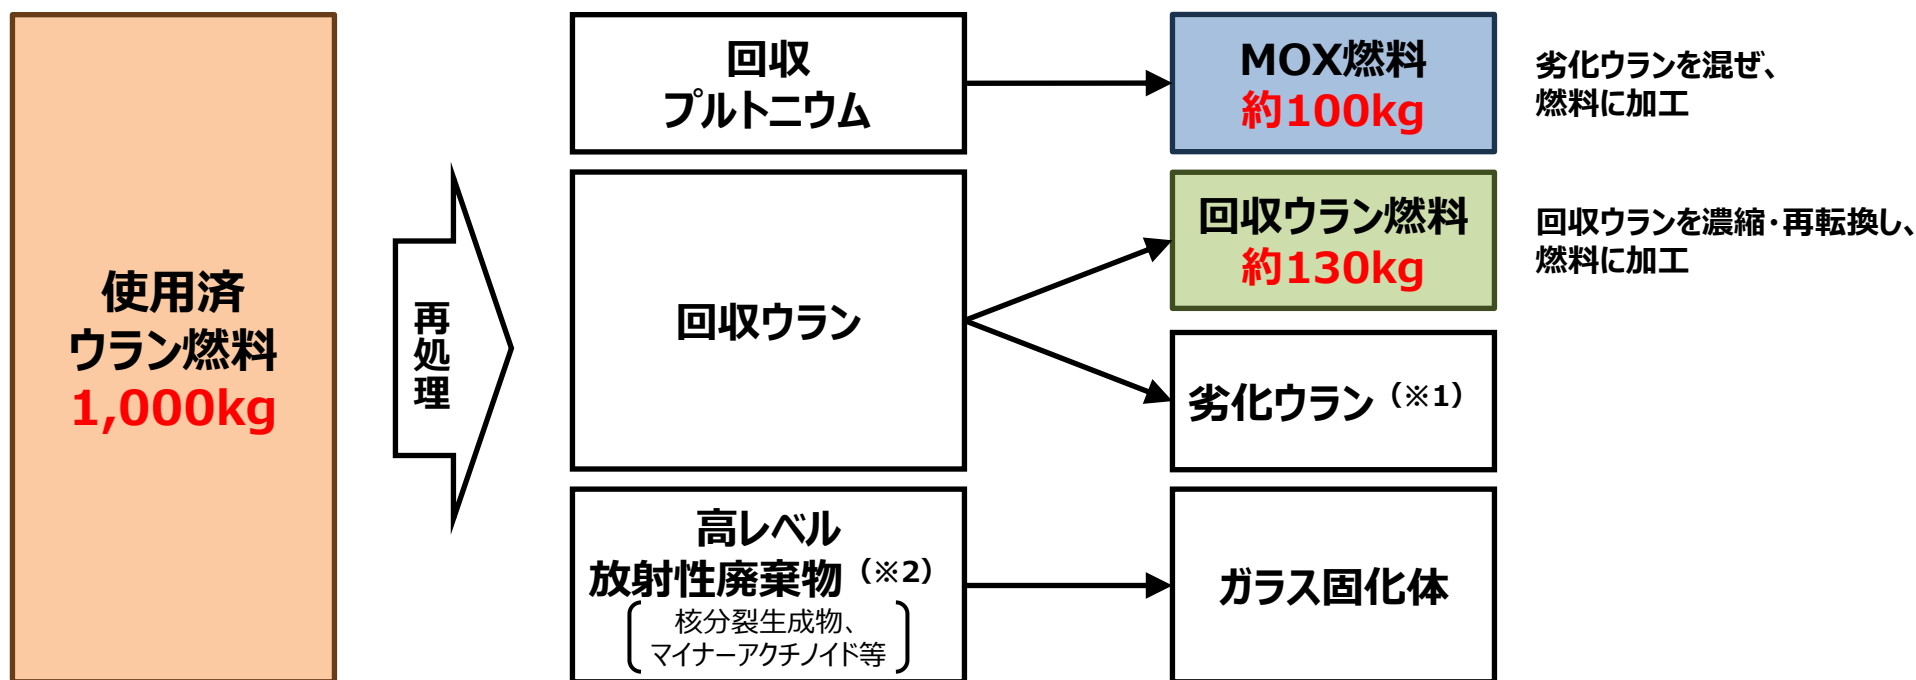 使用済
ウラン燃料
1,000kg
再処理
回収
プルトニウム
MOX燃料
約100kg
劣化ウランを混ぜ、
燃料に加工
回収ウラン
回収ウラン燃料
約130kg
回収ウランを濃縮・再転換し、
燃料に加工
劣化ウラン（※1）
高レベル
放射性廃棄物（※2）
核分裂生成物、
マイナーアクチノイド等
ガラス固化体